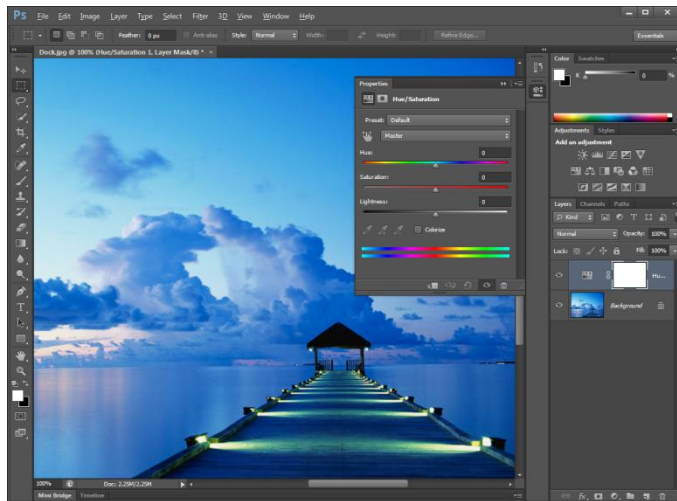 Ps File Edit Image Layer Type Select Filter 3D View Window Help
Feather: 0 px Anti-alias Style: Normal Width: Height: Refine Edge... Essentials
Dock.jpg @ 100% (Hue/Saturation 1, Layer Mask/8) * ×
Properties
Hue/Saturation
Preset: Default
Master
Hue: 0
Saturation: 0
Lightness: 0
Colorize
Color Swatches
K 0 %
Adjustments Styles
Add an adjustment
Layers Channels Paths
Kind
Normal Opacity: 100%
Lock: Fill: 100%
Hu...
Background
100% Doc: 2.25M/2.25M
Mini Bridge Timeline